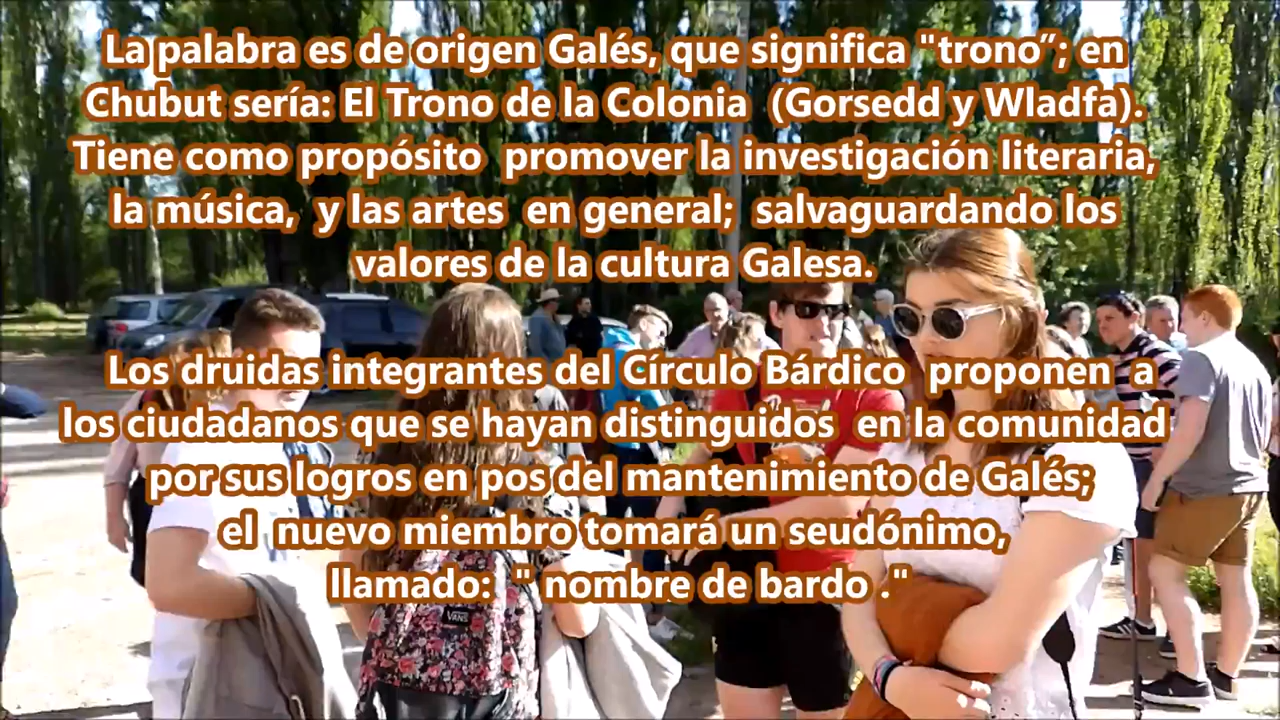 La palabra es de origen Galés, que significa "trono”; en
Chubut sería: El Trono de la Colonia (Gorsedd y Wladfa).
Tiene como propósito promover la investigación literaria,
la música, y las artes en general; salvaguardando los
valores de la cultura Galesa.
Los druidas integrantes del Círculo Bárdico proponen a
los ciudadanos que se hayan distinguidos en la comunidad
por sus logros en pos del mantenimiento de Galés;
el nuevo miembro tomará un seudónimo,
llamado: " nombre de bardo ."
VANS